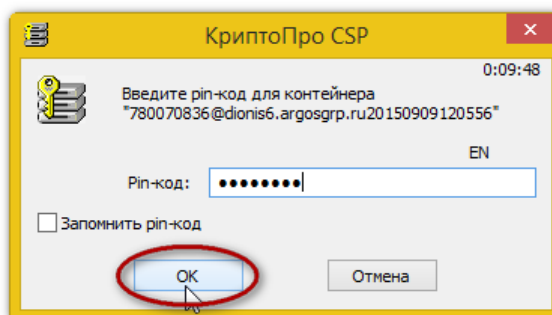 КриптоПро CSP
0:09:48
Введите pin-код для контейнера
"780070836@dionis6.argosgrp.ru20150909120556"
EN
Pin-код: ●●●●●●●●
Запомнить pin-код
OK Отмена